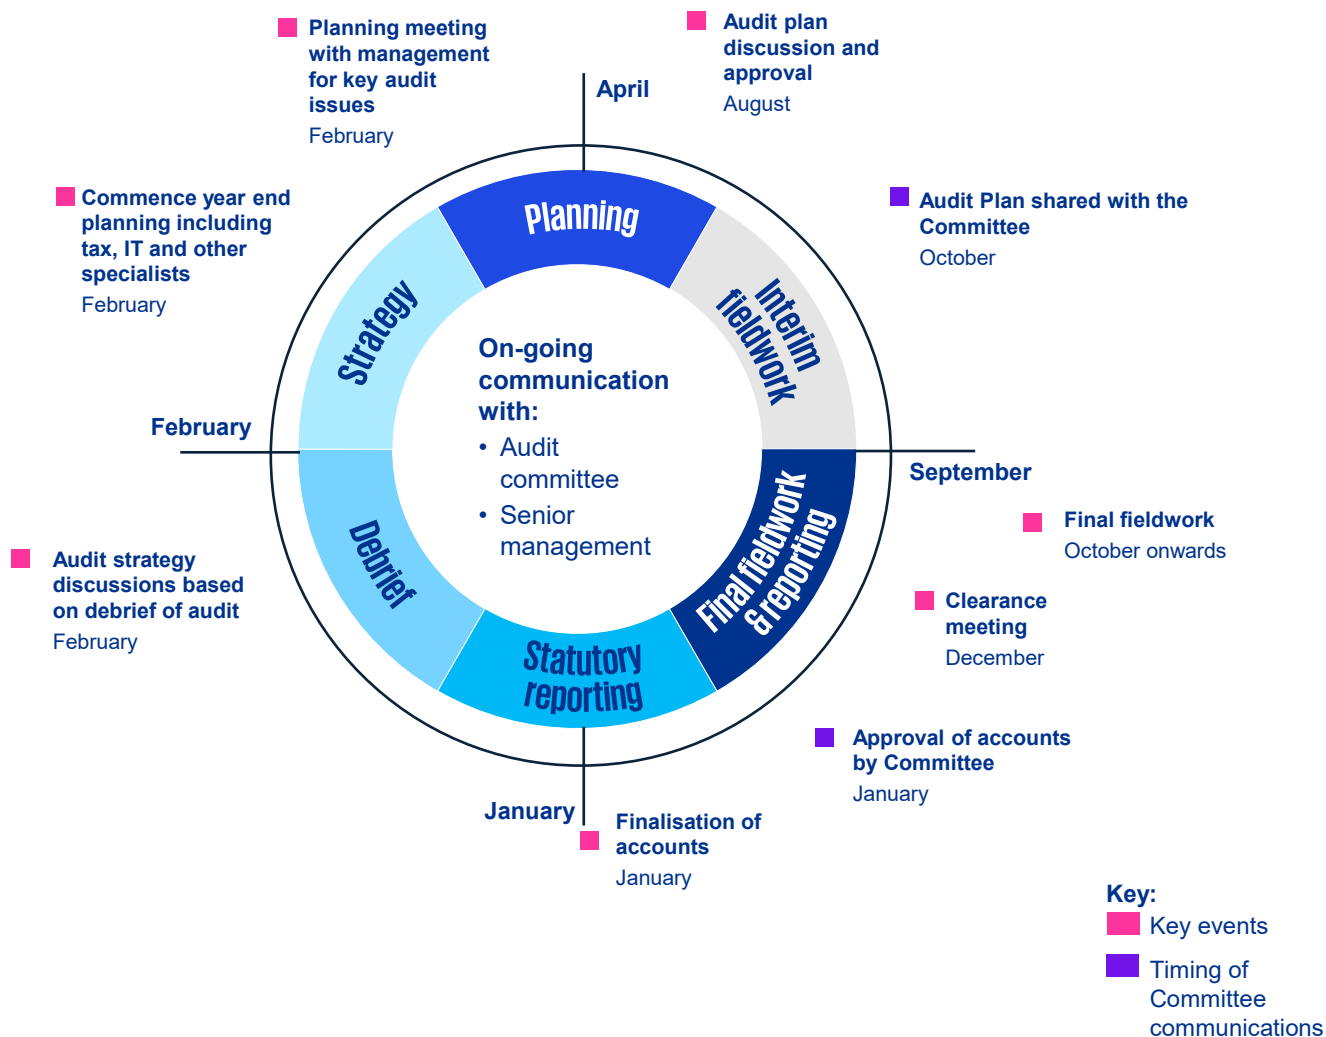 Planning meeting
with management
for key audit
issues
February
April
Audit plan
discussion and
approval
August
Commence year end
planning including
tax, IT and other
specialists
February
Audit Plan shared with the
Committee
October
Planning
Strategy
Interim
fieldwork
On-going
communication
with:
• Audit
committee
• Senior
management
February
September
Final fieldwork
October onwards
Audit strategy
discussions based
on debrief of audit
February
Debrief
Final fieldwork
& reporting
Clearance
meeting
December
Statutory
reporting
Approval of accounts
by Committee
January
January
Finalisation of
accounts
January
Key:
Key events
Timing of
Committee
communications